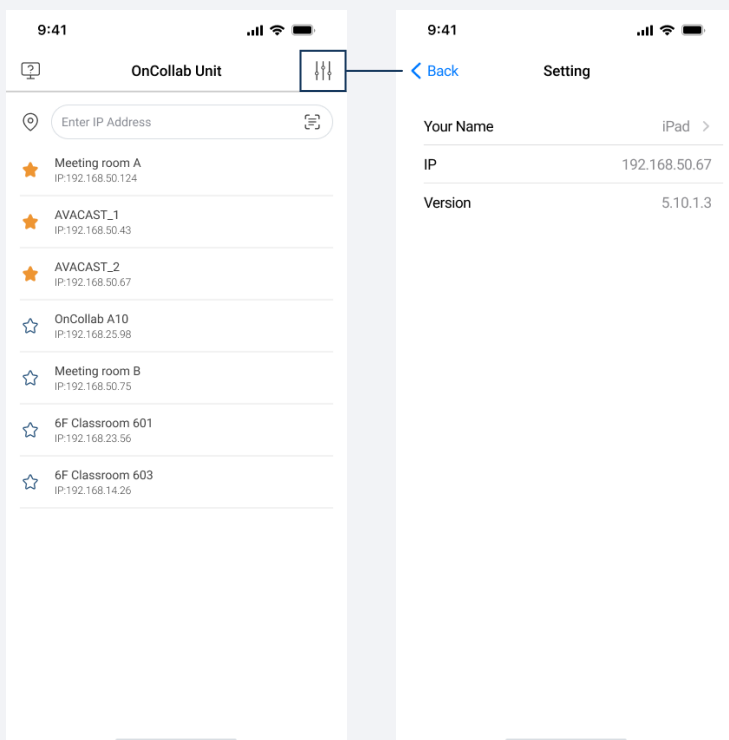 9:41
OnCollab Unit
Enter IP Address
Meeting room A
IP:192.168.50.124
AVACAST_1
IP:192.168.50.43
AVACAST_2
IP:192.168.50.67
OnCollab A10
IP:192.168.25.98
Meeting room B
IP:192.168.50.75
6F Classroom 601
IP:192.168.23.56
6F Classroom 603
IP:192.168.14.26
9:41
Back Setting
Your Name iPad
IP 192.168.50.67
Version 5.10.1.3